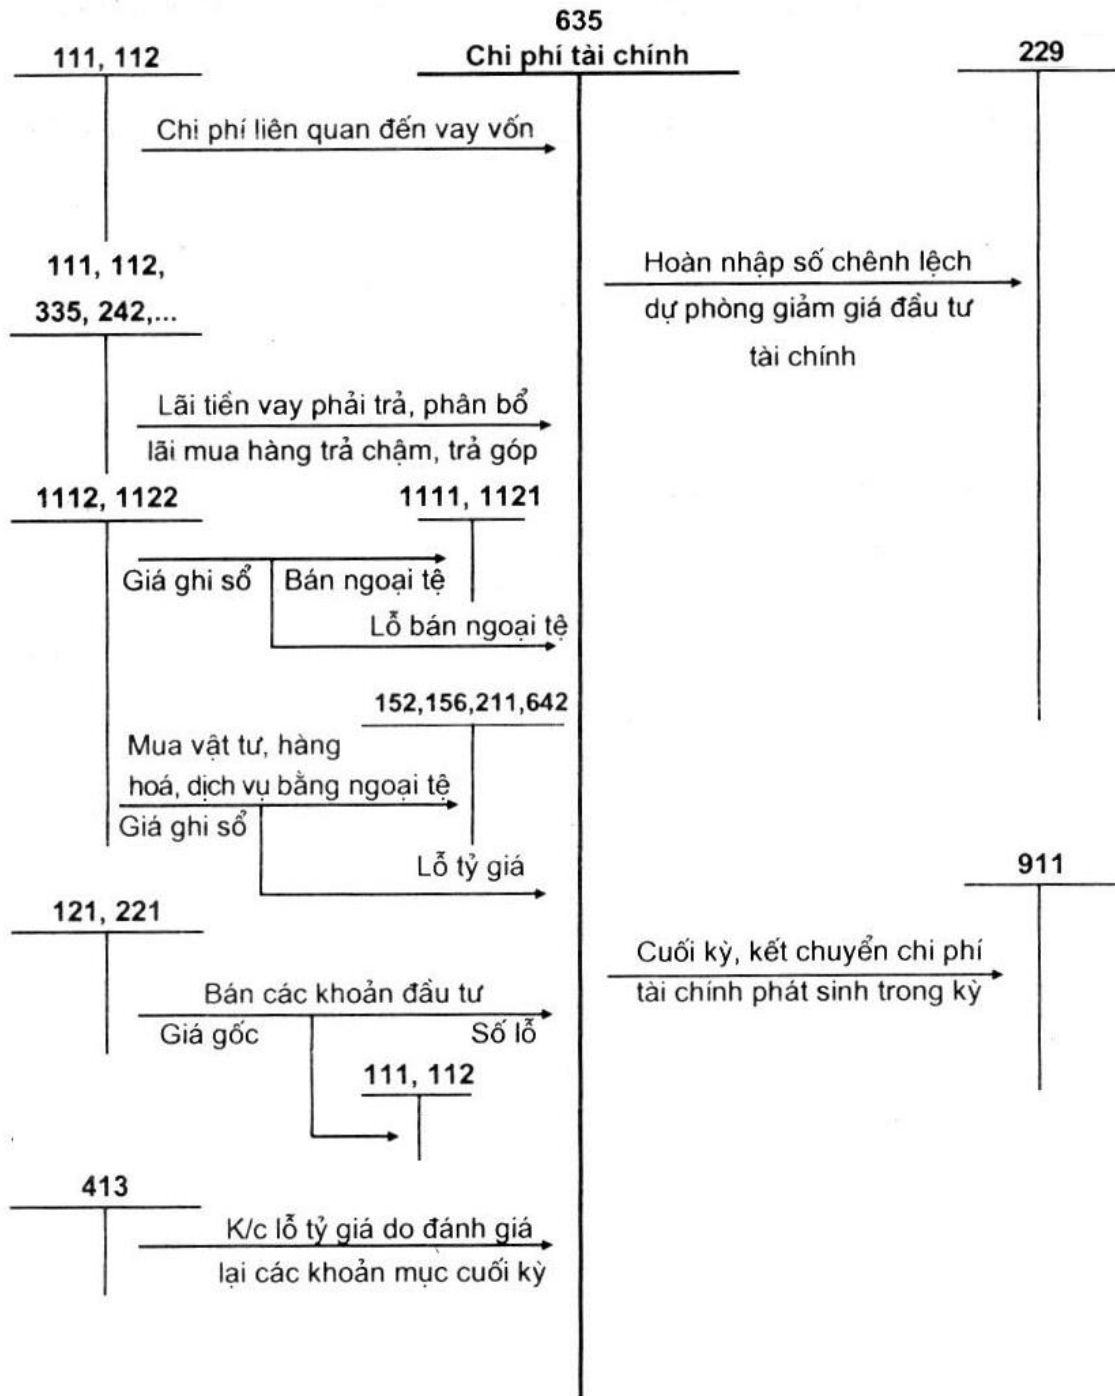 635
Chi phí tài chính
111, 112
229
Chi phí liên quan đến vay vốn
111, 112,
335, 242,...
Hoàn nhập số chênh lệch
dự phòng giảm giá đầu tư
tài chính
Lãi tiền vay phải trả, phân bổ
lãi mua hàng trả chậm, trả góp
1112, 1122
1111, 1121
Giá ghi sổ
Bán ngoại tệ
Lỗ bán ngoại tệ
152,156,211,642
Mua vật tư, hàng
hoá, dịch vụ bằng ngoại tệ
Giá ghi sổ
Lỗ tỷ giá
911
121, 221
Cuối kỳ, kết chuyển chi phí
tài chính phát sinh trong kỳ
Bán các khoản đầu tư
Giá gốc
Số lỗ
111, 112
413
K/c lỗ tỷ giá do đánh giá
lại các khoản mục cuối kỳ